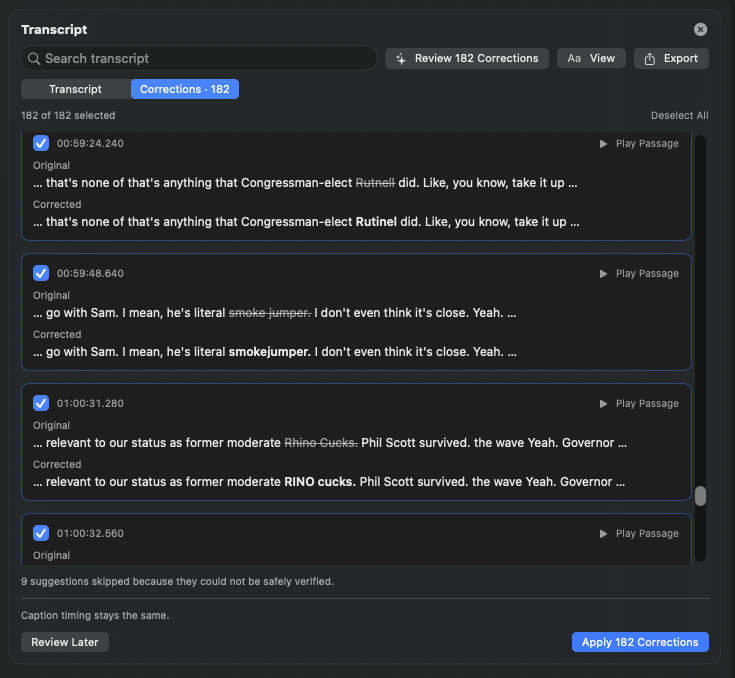 Transcript
Search transcript
Review 182 Corrections
Aa View
Export
Transcript
Corrections · 182
182 of 182 selected
Deselect All
00:59:24.240
Play Passage
Original
... that's none of that's anything that Congressman-elect Rutnell did. Like, you know, take it up ...
Corrected
... that's none of that's anything that Congressman-elect Rutinel did. Like, you know, take it up ...
00:59:48.640
Play Passage
Original
... go with Sam. I mean, he's literal smoke jumper. I don't even think it's close. Yeah. ...
Corrected
... go with Sam. I mean, he's literal smokejumper. I don't even think it's close. Yeah. ...
01:00:31.280
Play Passage
Original
... relevant to our status as former moderate Rhino Cucks. Phil Scott survived. the wave Yeah. Governor ...
Corrected
... relevant to our status as former moderate RINO cucks. Phil Scott survived. the wave Yeah. Governor ...
01:00:32.560
Play Passage
Original
9 suggestions skipped because they could not be safely verified.
Caption timing stays the same.
Review Later
Apply 182 Corrections